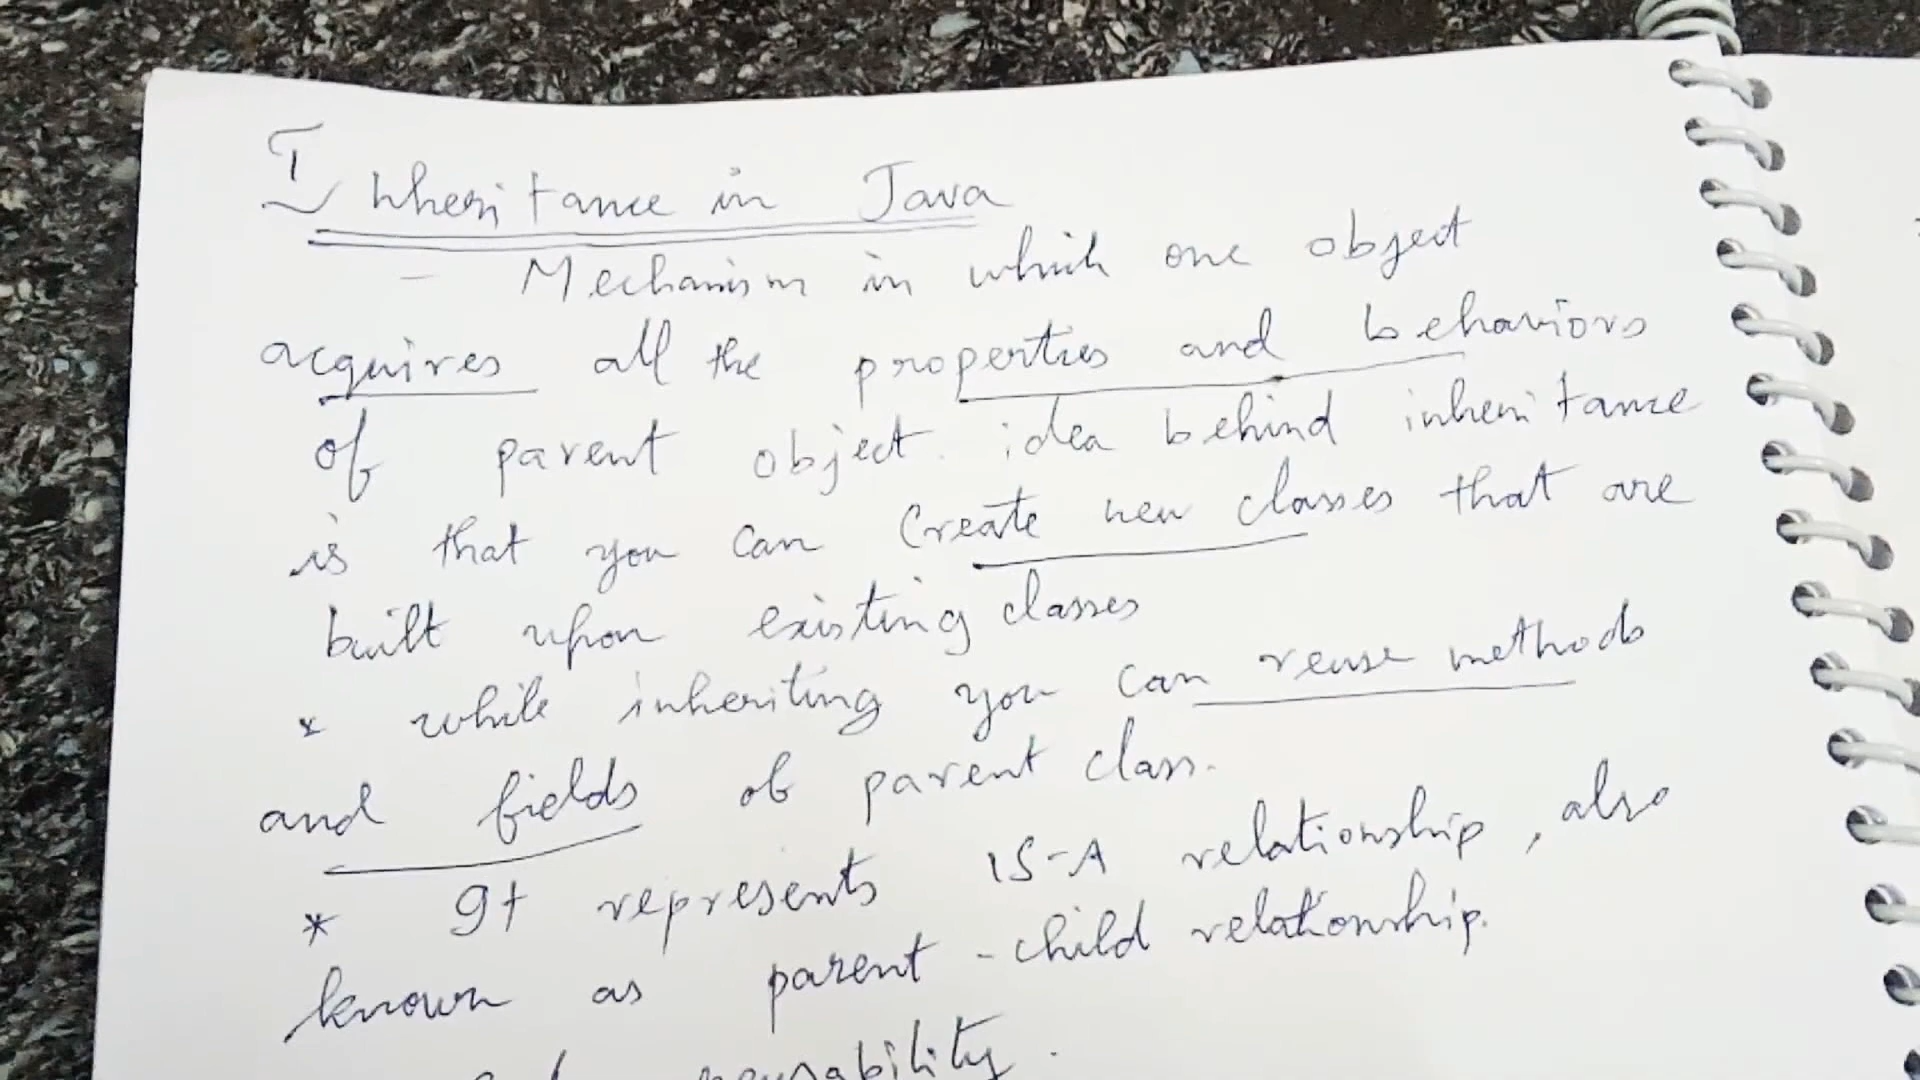 Inheritance in Java
- Mechanism in which one object
acquires all the properties and behaviors
of parent object. idea behind inheritance
is that you can create new classes that are
built upon existing classes
* while inheriting you can reuse methods
and fields of parent class.
* It represents IS-A relationship, also
known as parent-child relationship.
reusability.